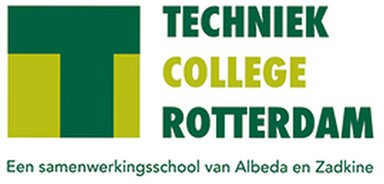 TECHNIEK
COLLEGE
ROTTERDAM
Een samenwerkingsschool van Albeda en Zadkine